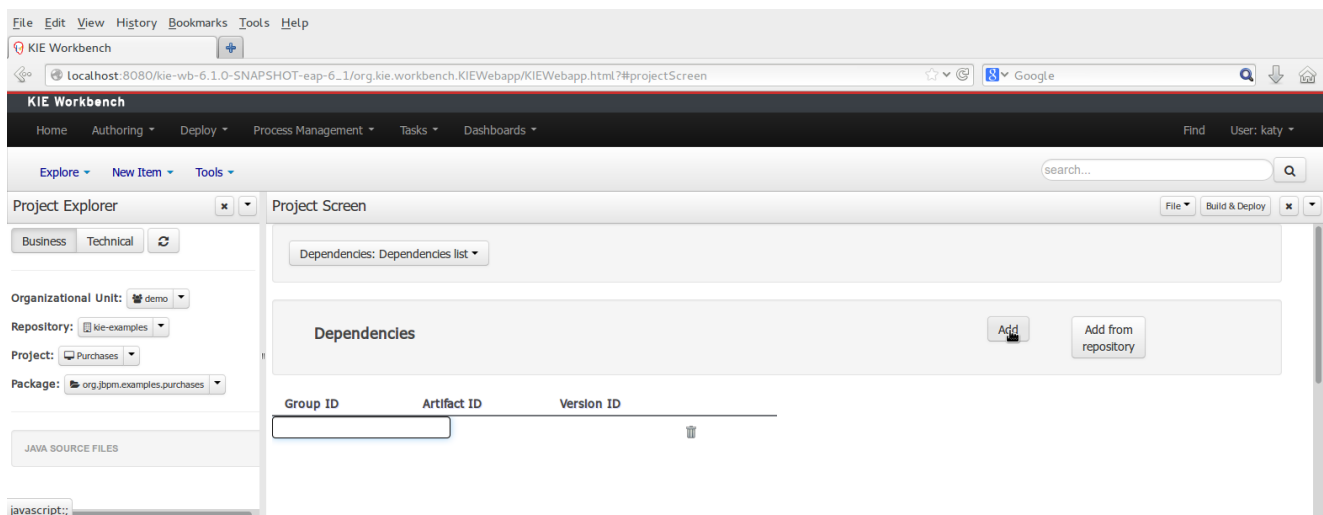 File Edit View History Bookmarks Tools Help
KIE Workbench
localhost:8080/kie-wb-6.1.0-SNAPSHOT-eap-6_1/org.kie.workbench.KIEWebapp/KIEWebapp.html?#projectScreen
Google
KIE Workbench
Home Authoring Deploy Process Management Tasks Dashboards Find User: katy
Explore New Item Tools search...
Project Explorer
Project Screen File Build & Deploy
Business Technical
Dependencies: Dependencies list
Organizational Unit: demo
Repository: kie-examples
Project: Purchases
Package: org.jbpm.examples.purchases
Dependencies
Add
Add from
repository
Group ID Artifact ID Version ID
JAVA SOURCE FILES
javascript:;